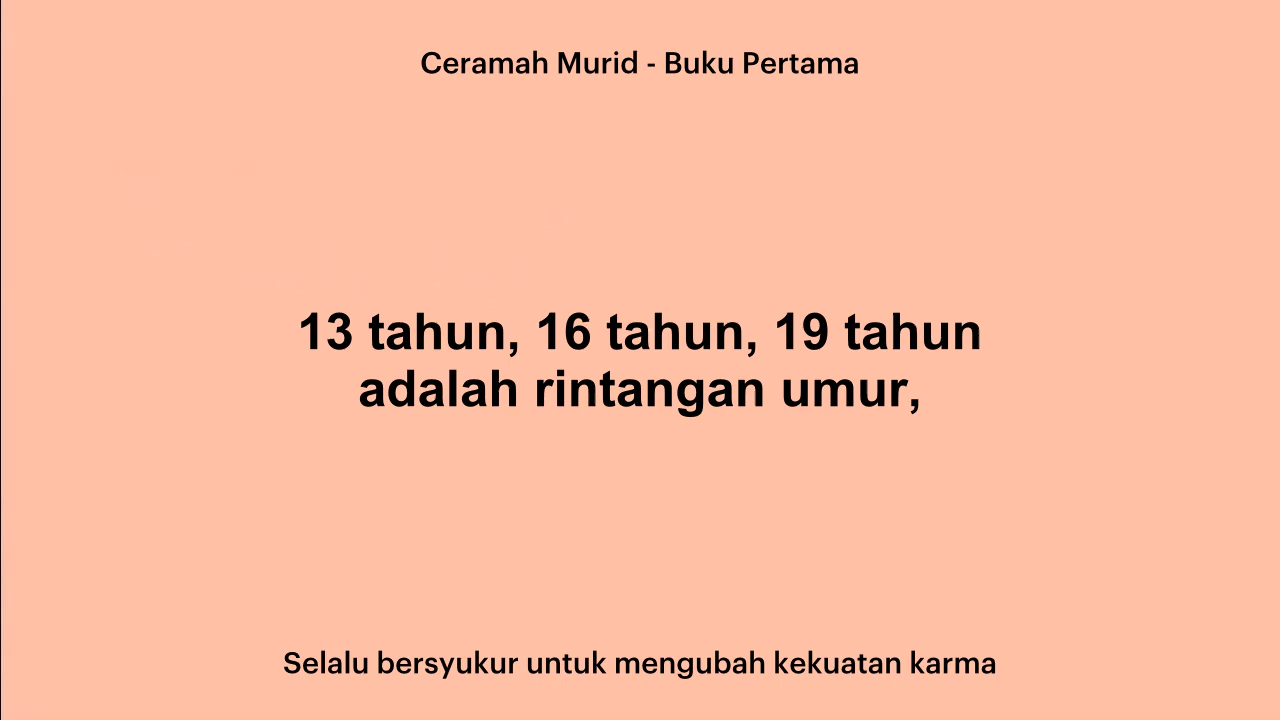 Ceramah Murid - Buku Pertama
13 tahun, 16 tahun, 19 tahun
adalah rintangan umur,
Selalu bersyukur untuk mengubah kekuatan karma